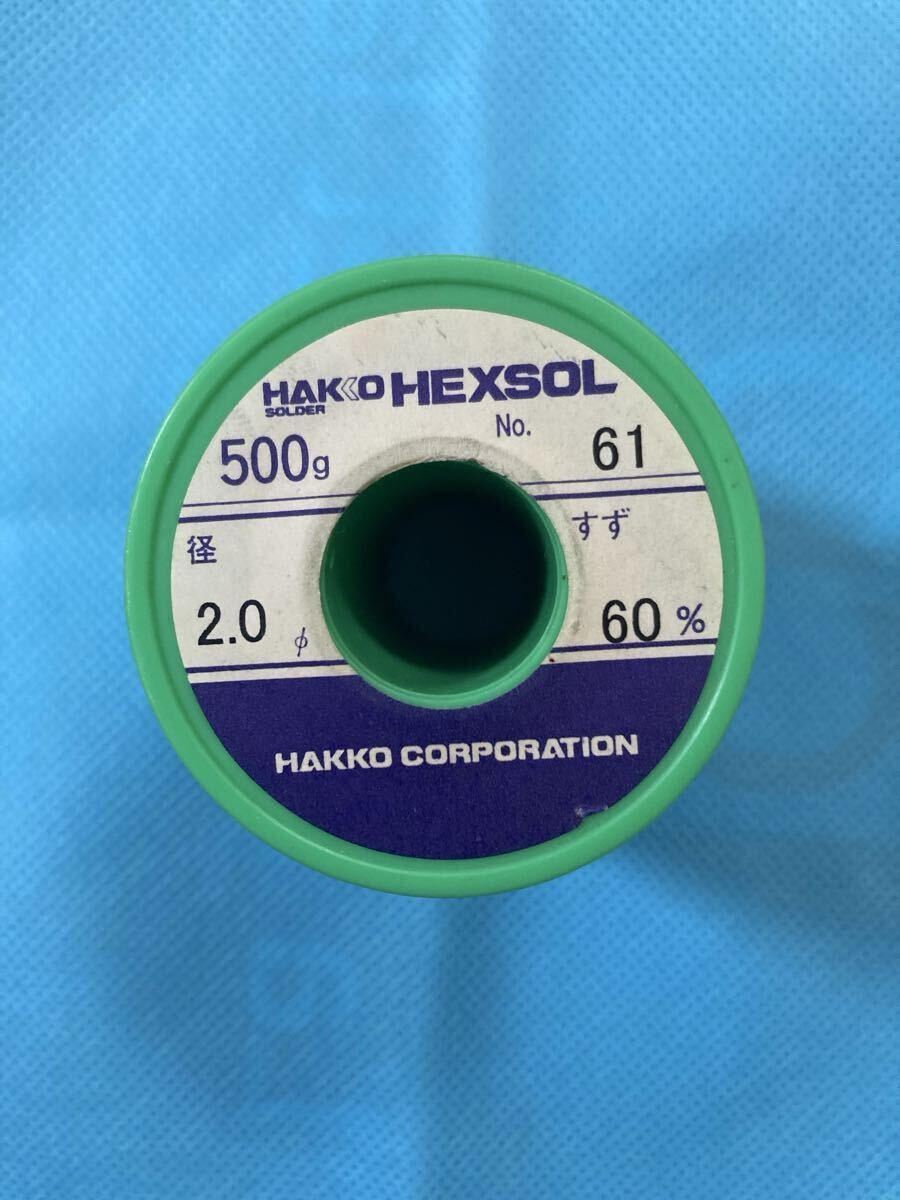 HAKKO HEXSOL
SOLDER
500g No. 61
径 すず
2.0 φ 60 %
HAKKO CORPORATION